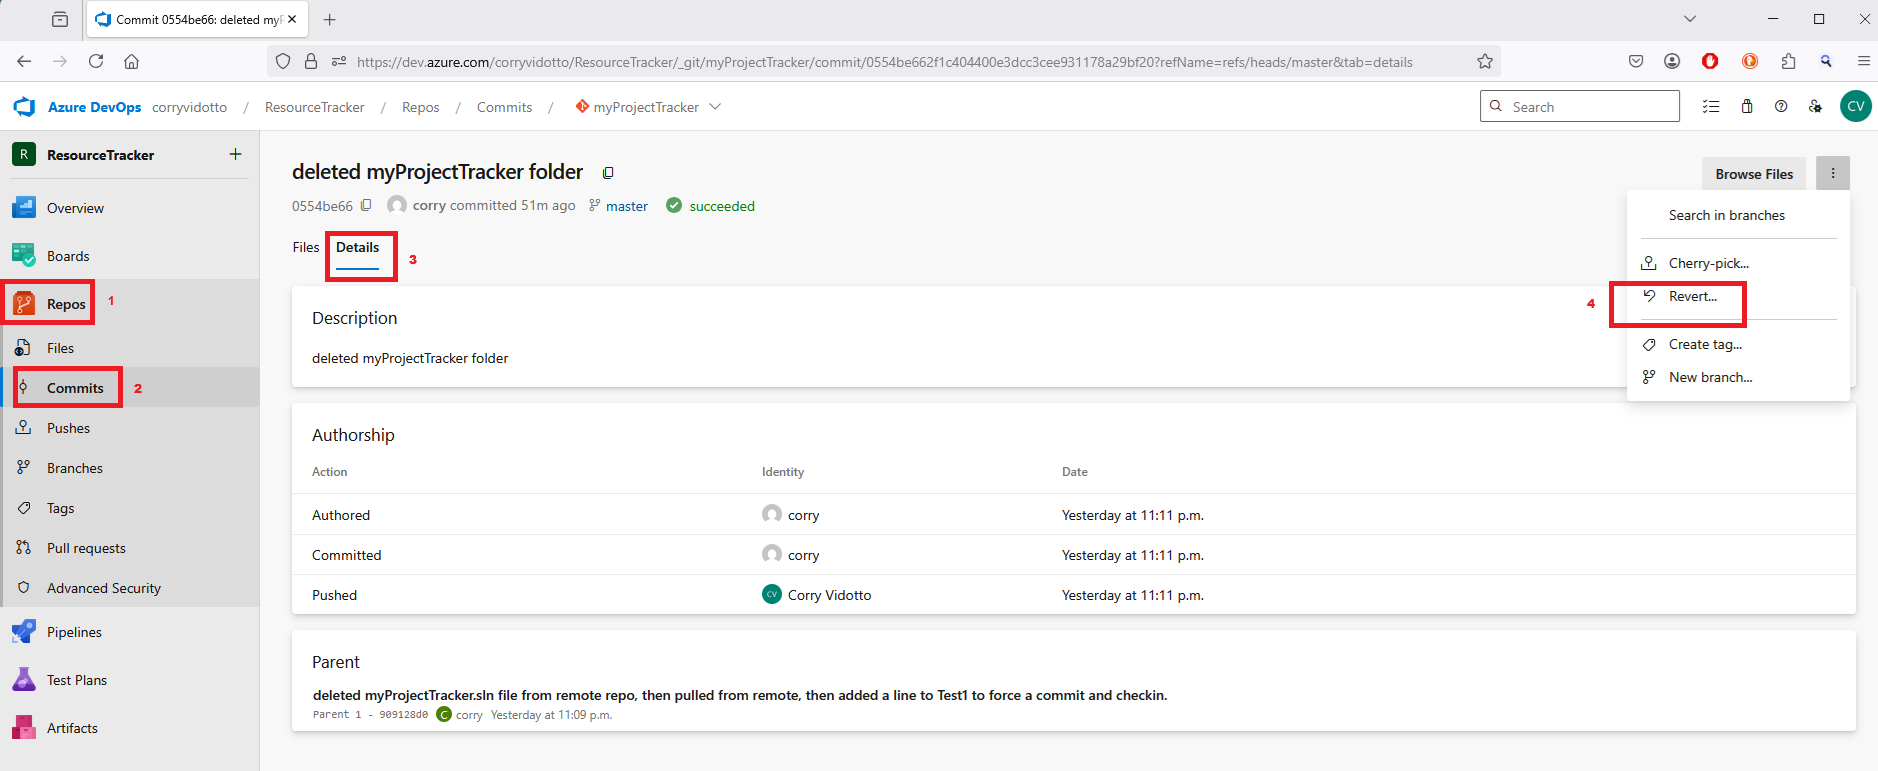 Commit 0554be66: deleted myP
https://dev.azure.com/corryvidotto/ResourceTracker/_git/myProjectTracker/commit/0554be662f1c404400e3dcc3cee931178a29bf20?refName=refs/heads/master&tab=details
Azure DevOps corryvidotto / ResourceTracker / Repos / Commits / myProjectTracker
Search
CV
R ResourceTracker
Overview
Boards
Repos 1
Files
Commits 2
Pushes
Branches
Tags
Pull requests
Advanced Security
Pipelines
Test Plans
Artifacts
deleted myProjectTracker folder
0554be66 corry committed 51m ago master succeeded
Files Details 3
Browse Files
Search in branches
Cherry-pick...
4 Revert...
Create tag...
New branch...
Description
deleted myProjectTracker folder
Authorship
Action Identity Date
Authored corry Yesterday at 11:11 p.m.
Committed corry Yesterday at 11:11 p.m.
Pushed CV Corry Vidotto Yesterday at 11:11 p.m.
Parent
deleted myProjectTracker.sln file from remote repo, then pulled from remote, then added a line to Test1 to force a commit and checkin.
Parent 1 - 909128d0 C corry Yesterday at 11:09 p.m.